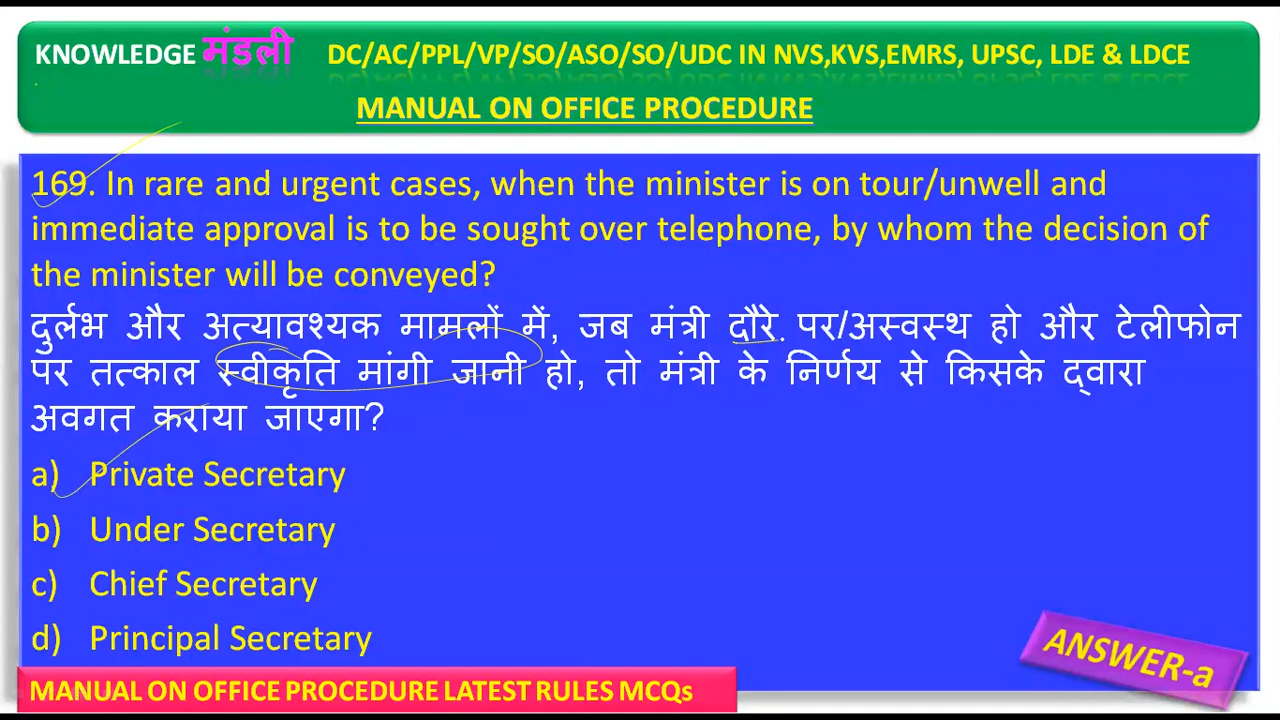 KNOWLEDGE मंडली DC/AC/PPL/VP/SO/ASO/SO/UDC IN NVS,KVS,EMRS, UPSC, LDE & LDCE
MANUAL ON OFFICE PROCEDURE
169. In rare and urgent cases, when the minister is on tour/unwell and
immediate approval is to be sought over telephone, by whom the decision of
the minister will be conveyed?
दुर्लभ और अत्यावश्यक मामलों में, जब मंत्री दौरे पर/अस्वस्थ हो और टेलीफोन
पर तत्काल स्वीकृति मांगी जानी हो, तो मंत्री के निर्णय से किसके द्वारा
अवगत कराया जाएगा?
a) Private Secretary
b) Under Secretary
c) Chief Secretary
d) Principal Secretary
ANSWER-a
MANUAL ON OFFICE PROCEDURE LATEST RULES MCQs